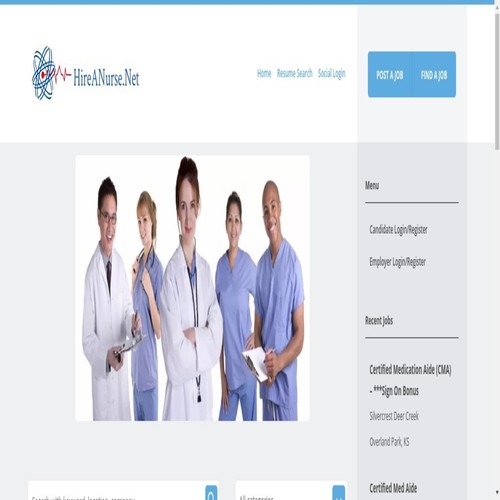 HireANurse.Net
Home Resume Search Social Login
POST A JOB FIND A JOB
Menu
Candidate Login/Register
Employer Login/Register
Recent Jobs
Certified Medication Aide (CMA)
- ***Sign On Bonus
Silvercrest Deer Creek
Overland Park, KS
Certified Med Aide
Search with keyword, location, company
All categories